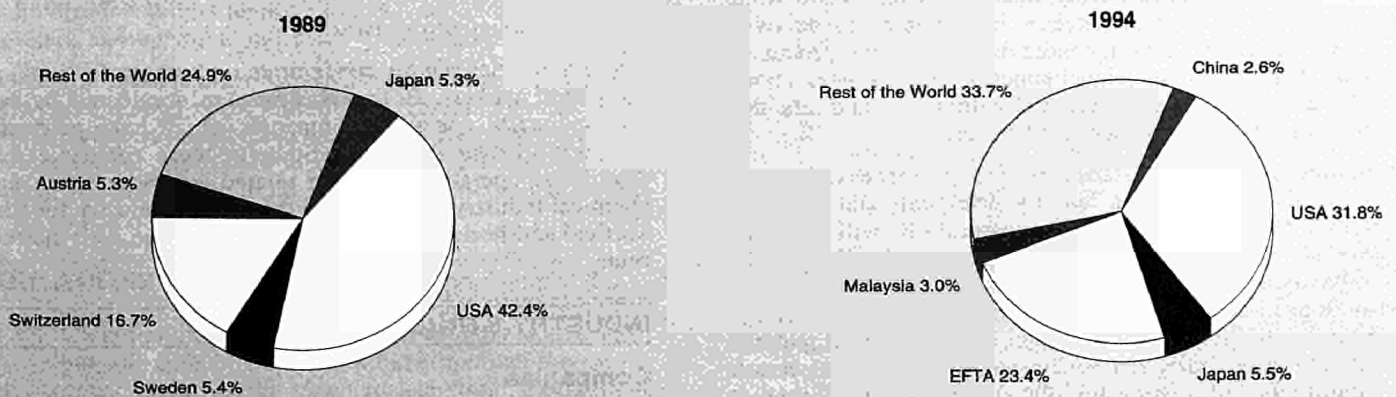 1989
Rest of the World 24.9%
Japan 5.3%
Austria 5.3%
Switzerland 16.7%
USA 42.4%
Sweden 5.4%
1994
China 2.6%
Rest of the World 33.7%
USA 31.8%
Malaysia 3.0%
EFTA 23.4%
Japan 5.5%